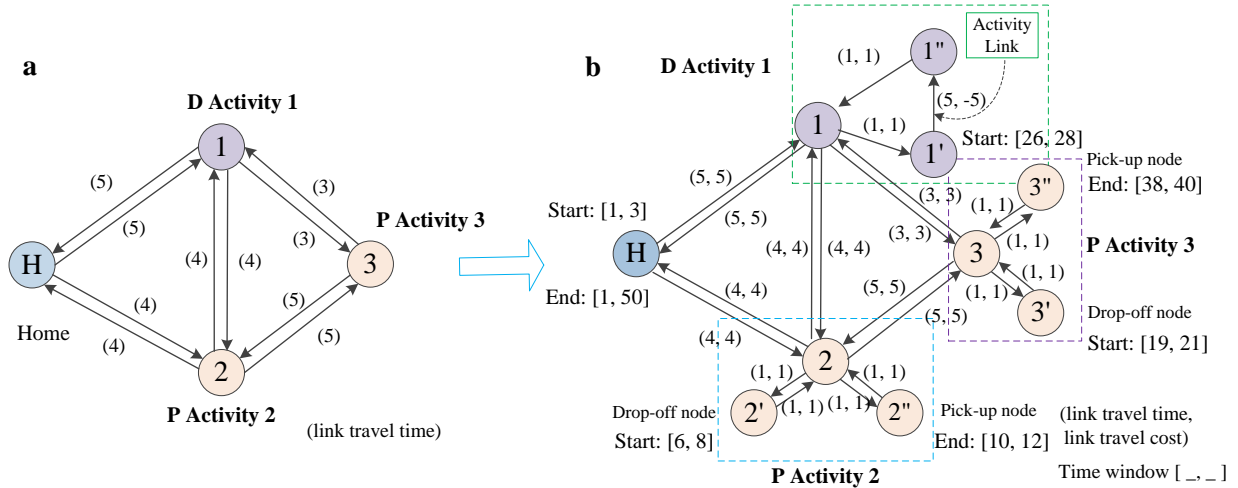 a
D Activity 1
1
(5)
(5)
(3)
(3)
P Activity 3
H
3
(4)
(4)
(4)
(4)
(5)
(5)
Home
2
P Activity 2
(link travel time)
b
D Activity 1
1"
Activity
Link
(1, 1)
(5, -5)
1
(1, 1)
1'
Start: [26, 28]
Pick-up node
End: [38, 40]
3"
(5, 5)
(5, 5)
(3, 3)
(3, 3)
(1, 1)
(1, 1)
Start: [1, 3]
H
End: [1, 50]
(4, 4)
(4, 4)
3
P Activity 3
(1, 1)
(1, 1)
3'
Drop-off node
Start: [19, 21]
(4, 4)
(4, 4)
(5, 5)
(5, 5)
2
(1, 1)
(1, 1)
(1, 1)
(1, 1)
2'
2"
Drop-off node
Start: [6, 8]
Pick-up node
End: [10, 12]
(link travel time,
link travel cost)
Time window [ _, _ ]
P Activity 2